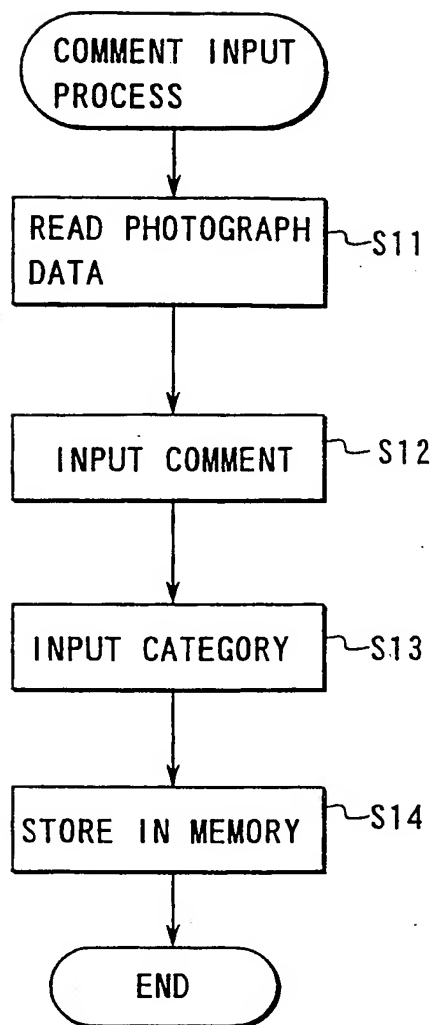 COMMENT INPUT
PROCESS
READ PHOTOGRAPH
DATA
S11
INPUT COMMENT
S12
INPUT CATEGORY
S13
STORE IN MEMORY
S14
END